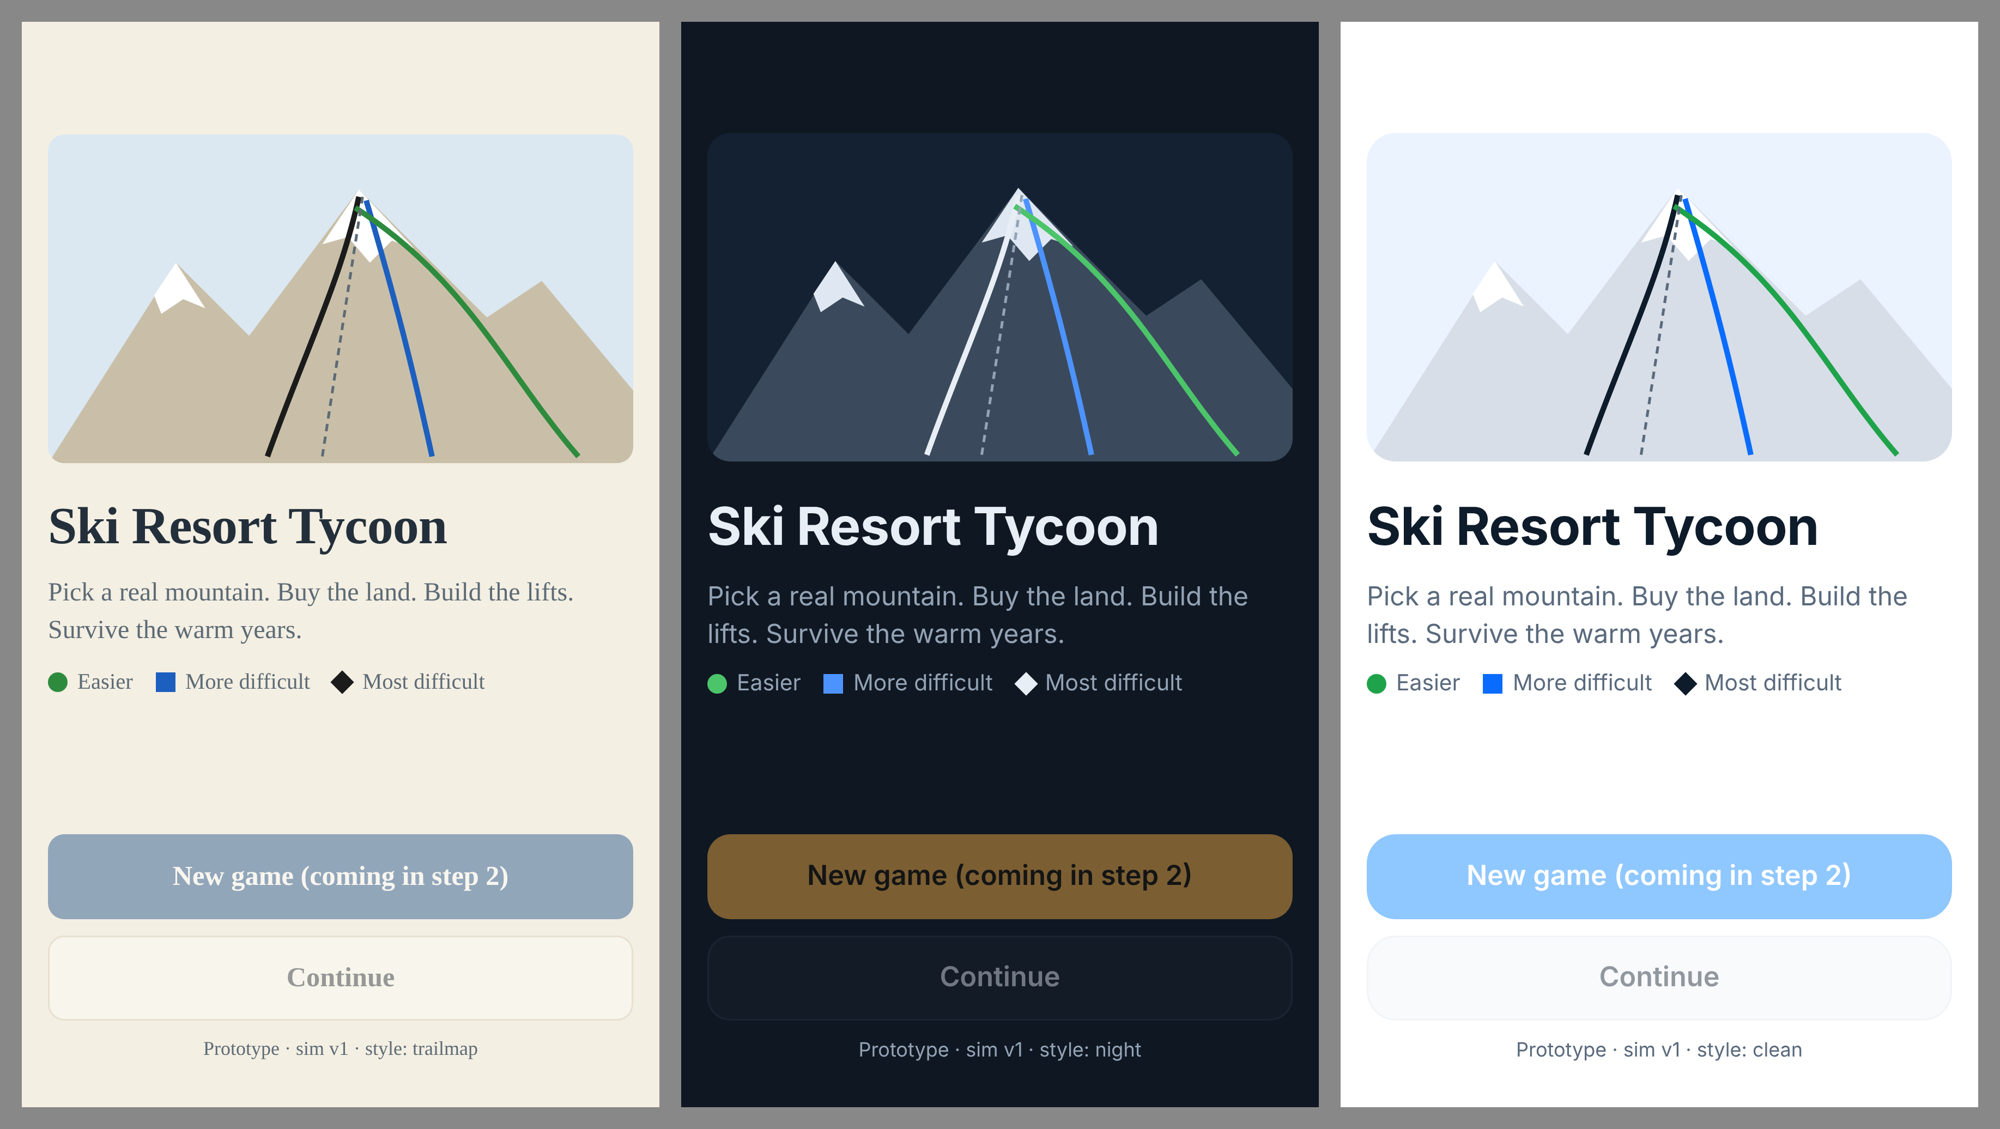 Ski Resort Tycoon
Pick a real mountain. Buy the land. Build the lifts.
Survive the warm years.
Easier More difficult Most difficult
New game (coming in step 2)
Continue
Prototype · sim v1 · style: trailmap
Ski Resort Tycoon
Pick a real mountain. Buy the land. Build the
lifts. Survive the warm years.
Easier More difficult Most difficult
New game (coming in step 2)
Continue
Prototype · sim v1 · style: night
Ski Resort Tycoon
Pick a real mountain. Buy the land. Build the
lifts. Survive the warm years.
Easier More difficult Most difficult
New game (coming in step 2)
Continue
Prototype · sim v1 · style: clean